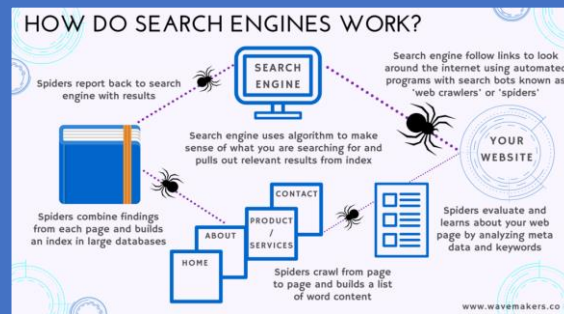 HOW DO SEARCH ENGINES WORK?
Spiders report back to search
engine with results
SEARCH
ENGINE
Search engine follow links to look
around the internet using automated
programs with search bots known as
'web crawlers' or 'spiders'
Search engine uses algorithm to make
sense of what you are searching for and
pulls out relevant results from index
YOUR
WEBSITE
Spiders combine findings
from each page and builds
an index in large databases
HOME
ABOUT
PRODUCT
/
SERVICES
CONTACT
Spiders crawl from page
to page and builds a list
of word content
Spiders evaluate and
learns about your web
page by analyzing meta
data and keywords
www.wavemakers.co